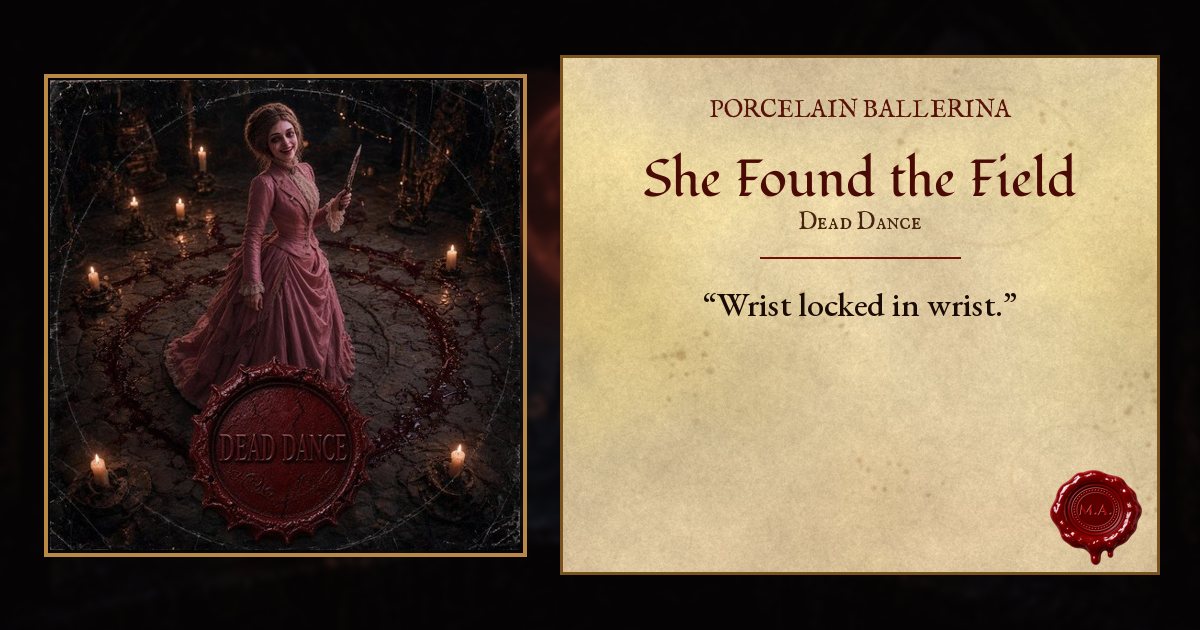 DEAD DANCE
PORCELAIN BALLERINA
She Found the Field
Dead Dance
“Wrist locked in wrist.”
M.A.